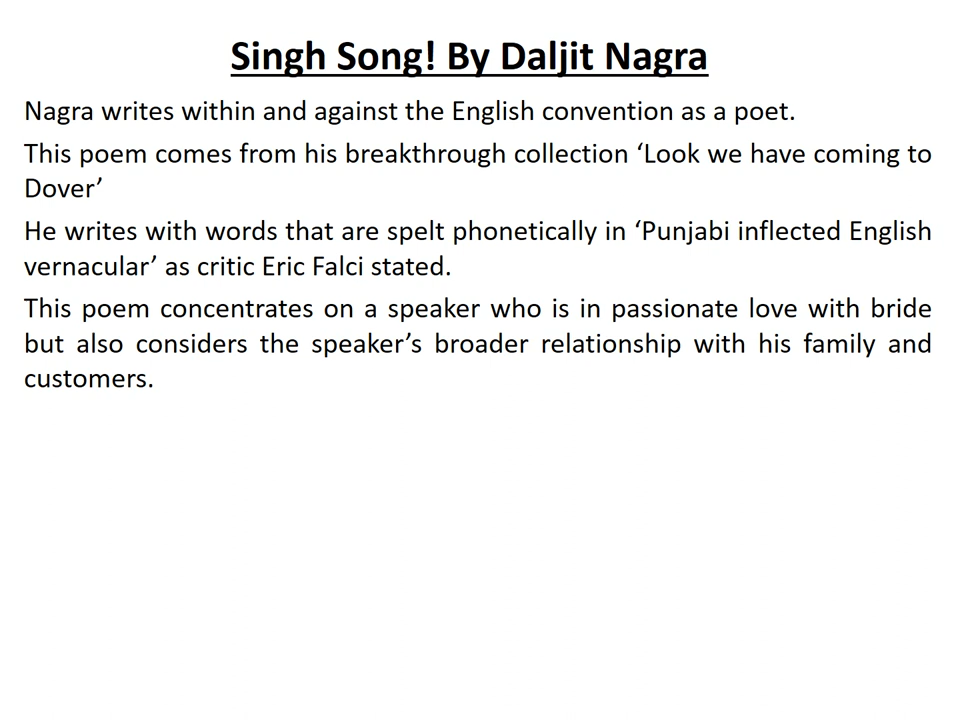 Singh Song! By Daljit Nagra
Nagra writes within and against the English convention as a poet.
This poem comes from his breakthrough collection ‘Look we have coming to
Dover’
He writes with words that are spelt phonetically in ‘Punjabi inflected English
vernacular’ as critic Eric Falci stated.
This poem concentrates on a speaker who is in passionate love with bride
but also considers the speaker’s broader relationship with his family and
customers.